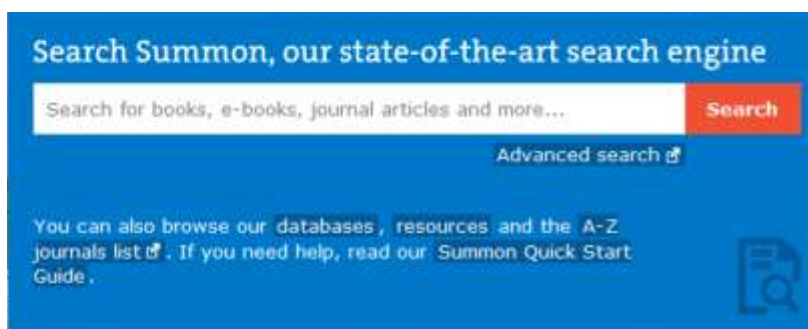 Search Summon, our state-of-the-art search engine
Search for books, e-books, journal articles and more... Search
Advanced search
You can also browse our databases, resources and the A-Z
journals list. If you need help, read our Summon Quick Start
Guide.